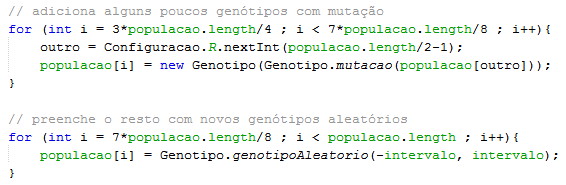 // adiciona alguns poucos genótipos com mutação
for (int i = 3*populacao.length/4 ; i < 7*populacao.length/8 ; i++){
    outro = Configuracao.R.nextInt(populacao.length/2-1);
    populacao[i] = new Genotipo(Genotipo.mutacao(populacao[outro]));
}

// preenche o resto com novos genótipos aleatórios
for (int i = 7*populacao.length/8 ; i < populacao.length ; i++){
    populacao[i] = Genotipo.genotipoAleatorio(-intervalo, intervalo);
}